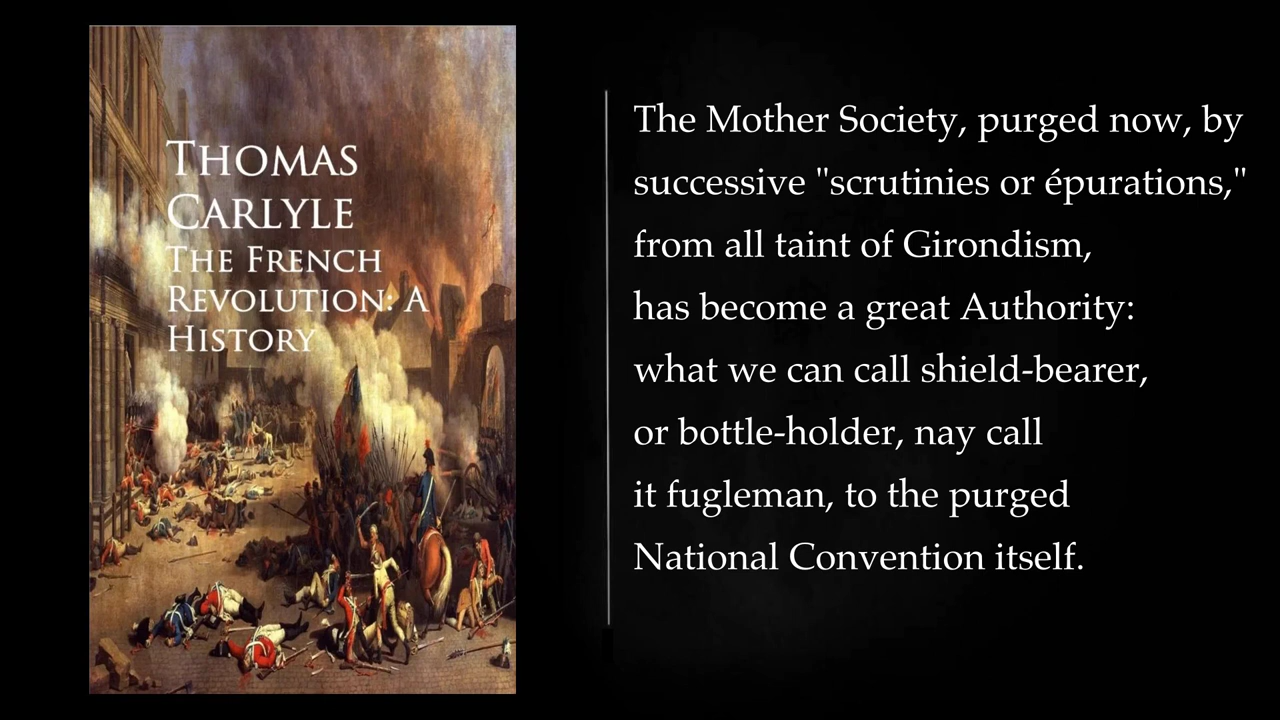 THOMAS
CARLYLE
THE FRENCH
REVOLUTION: A
HISTORY
The Mother Society, purged now, by
successive "scrutinies or épurations,"
from all taint of Girondism,
has become a great Authority:
what we can call shield-bearer,
or bottle-holder, nay call
it fugleman, to the purged
National Convention itself.